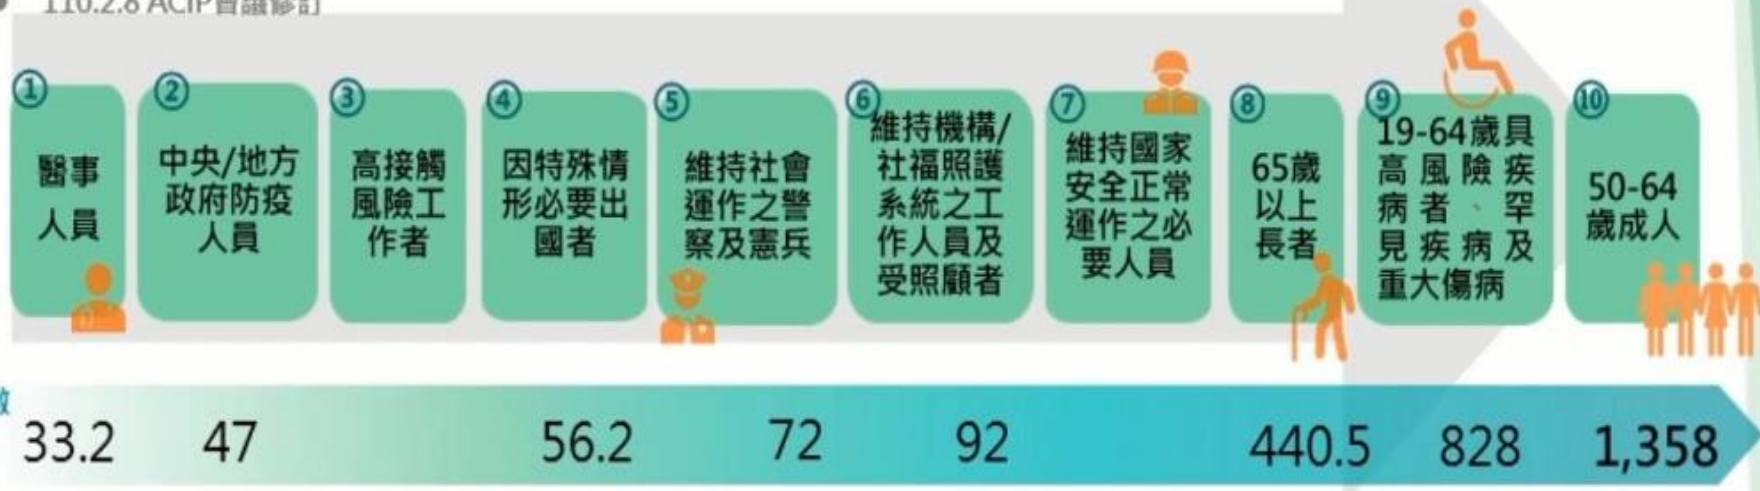 110.2.8 ACIP會議修訂
①
醫事
人員
②
中央/地方
政府防疫
人員
③
高接觸
風險工
作者
④
因特殊情
形必要出
國者
⑤
維持社會
運作之警
察及憲兵
⑥
維持機構/
社福照護
系統之工
作人員及
受照顧者
⑦
維持國家
安全正常
運作之必
要人員
⑧
65歲
以上
長者
⑨
19-64歲具
高風險疾
病者、罕
見疾病及
重大傷病
⑩
50-64
歲成人
33.2 47 56.2 72 92 440.5 828 1,358